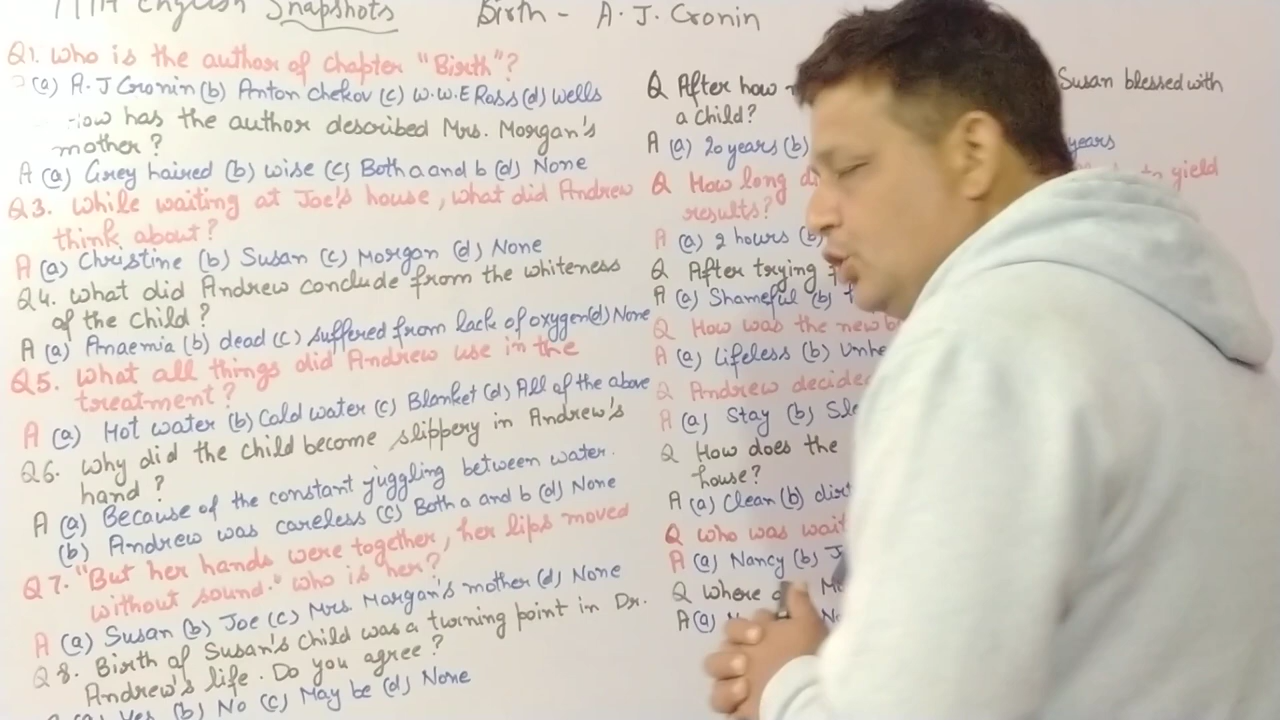 11th English Snapshots
Birth - A. J. Cronin
Q1. Who is the author of chapter "Birth"?
(a) A. J Cronin (b) Anton chekov (c) W.W.E Ross (d) Wells
How has the author described Mrs. Morgan's
mother?
A (a) Grey haired (b) wise (c) Both a and b (d) None
Q3. While waiting at Joe's house, what did Andrew
think about?
A (a) Christine (b) Susan (c) Morgan (d) None
Q4. What did Andrew conclude from the whiteness
of the child?
A (a) Anaemia (b) dead (c) suffered from lack of oxygen (d) None
Q5. What all things did Andrew use in the
treatment?
A (a) Hot water (b) Cold water (c) Blanket (d) All of the above
Q6. Why did the child become slippery in Andrew's
hand?
A (a) Because of the constant juggling between water.
(b) Andrew was careless (c) Both a and b (d) None
Q7. "But her hands were together, her lips moved
without sound." Who is her?
A (a) Susan (b) Joe (c) Mrs. Morgan's mother (d) None
Q8. Birth of Susan's child was a turning point in Dr.
Andrew's life. Do you agree?
(a) Yes (b) No (c) May be (d) None
Q After how Susan blessed with
a child?
A (a) 20 years (b) years
Q How long yield
results?
A (a) 2 hours (b)
Q After trying
A (a) Shameful (b)
Q How was the
A (a) Lifeless (b)
Q Andrew
A (a) Stay (b)
Q How does the
house?
A (a) Clean (b)
Q Who was
A (a) Nancy (b)
Q Where
A (a)